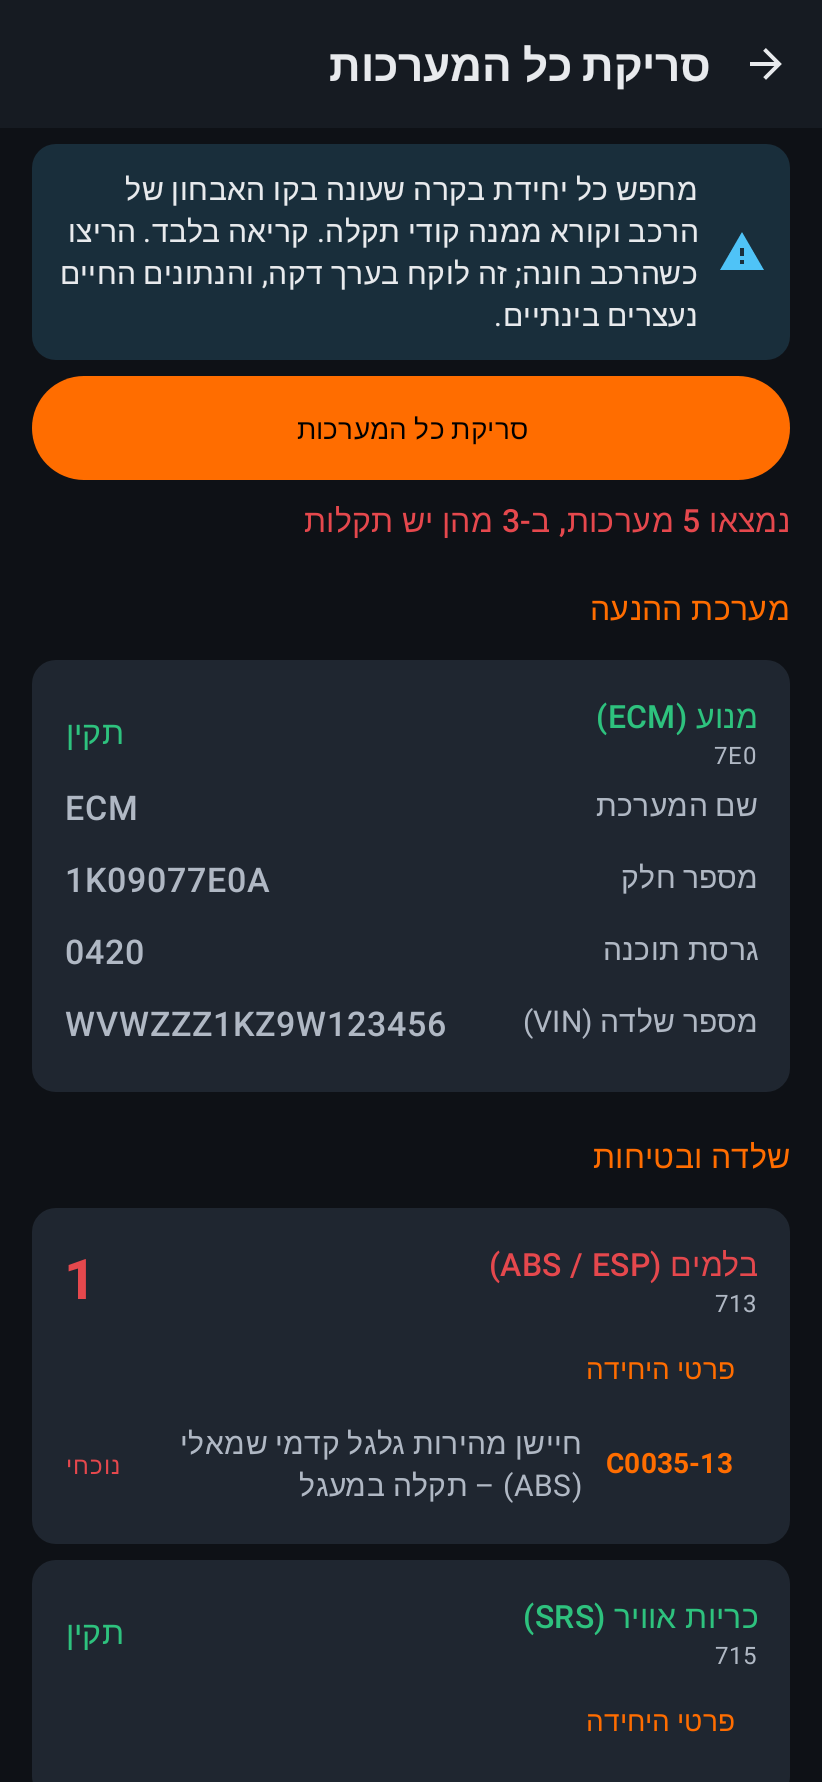 סריקת כל המערכות
מחפש כל יחידת בקרה שעונה בקו האבחון של
הרכב וקורא ממנה קודי תקלה. קריאה בלבד. הריצו
כשהרכב חונה; זה לוקח בערך דקה, והנתונים החיים
נעצרים בינתיים.
סריקת כל המערכות
נמצאו 5 מערכות, ב-3 מהן יש תקלות
מערכת ההנעה
מנוע (ECM)
תקין
7E0
שם המערכת ECM
מספר חלק 1K09077E0A
גרסת תוכנה 0420
מספר שלדה (VIN) WVWZZZ1KZ9W123456
שלדה ובטיחות
בלמים (ABS / ESP)
1
713
פרטי היחידה
C0035-13
חיישן מהירות גלגל קדמי שמאלי
(ABS) – תקלה במעגל
נוכחי
כריות אוויר (SRS)
תקין
715
פרטי היחידה